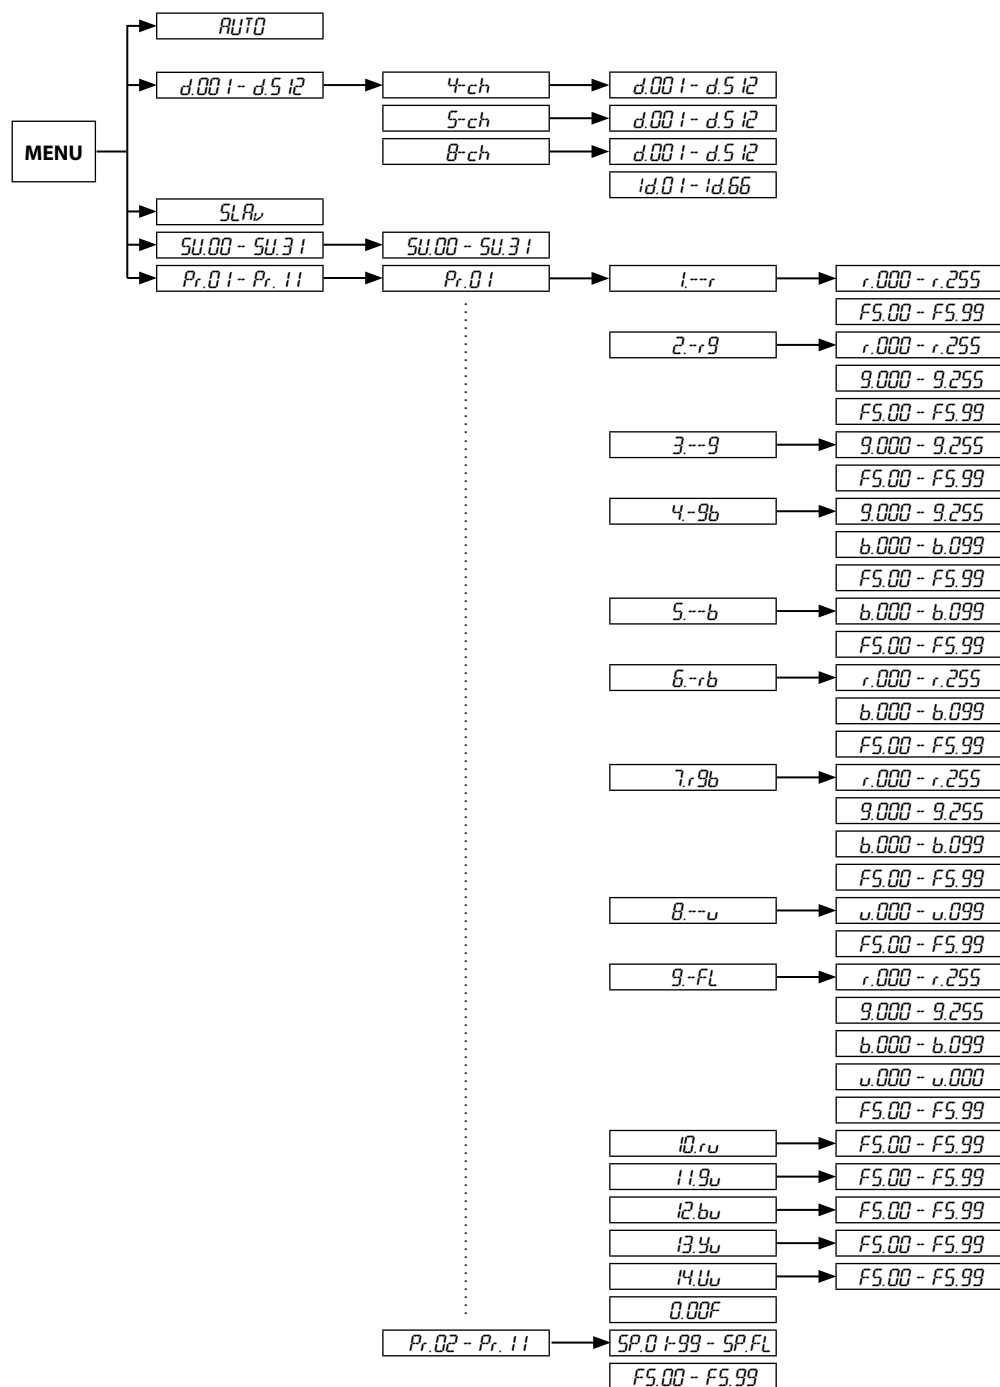 AUTO
d.001 - d.512 4-ch d.001 - d.512
5-ch d.001 - d.512
MENU
8-ch d.001 - d.512
Id.01 - Id.66
SLAv
SU.00 - SU.31 SU.00 - SU.31
Pr.01 - Pr.11 Pr.01 1.--r r.000 - r.255
FS.00 - FS.99
2.-rg r.000 - r.255
g.000 - g.255
FS.00 - FS.99
3.--g g.000 - g.255
FS.00 - FS.99
4.-gb g.000 - g.255
b.000 - b.099
FS.00 - FS.99
5.--b b.000 - b.099
FS.00 - FS.99
6.-rb r.000 - r.255
b.000 - b.099
FS.00 - FS.99
7.rgb r.000 - r.255
g.000 - g.255
b.000 - b.099
FS.00 - FS.99
8.--u u.000 - u.099
FS.00 - FS.99
9.-FL r.000 - r.255
g.000 - g.255
b.000 - b.099
u.000 - u.000
FS.00 - FS.99
10.ru FS.00 - FS.99
11.gu FS.00 - FS.99
12.bu FS.00 - FS.99
13.Yu FS.00 - FS.99
14.Uu FS.00 - FS.99
0.00F
Pr.02 - Pr.11 SP.01-99 - SP.FL
FS.00 - FS.99